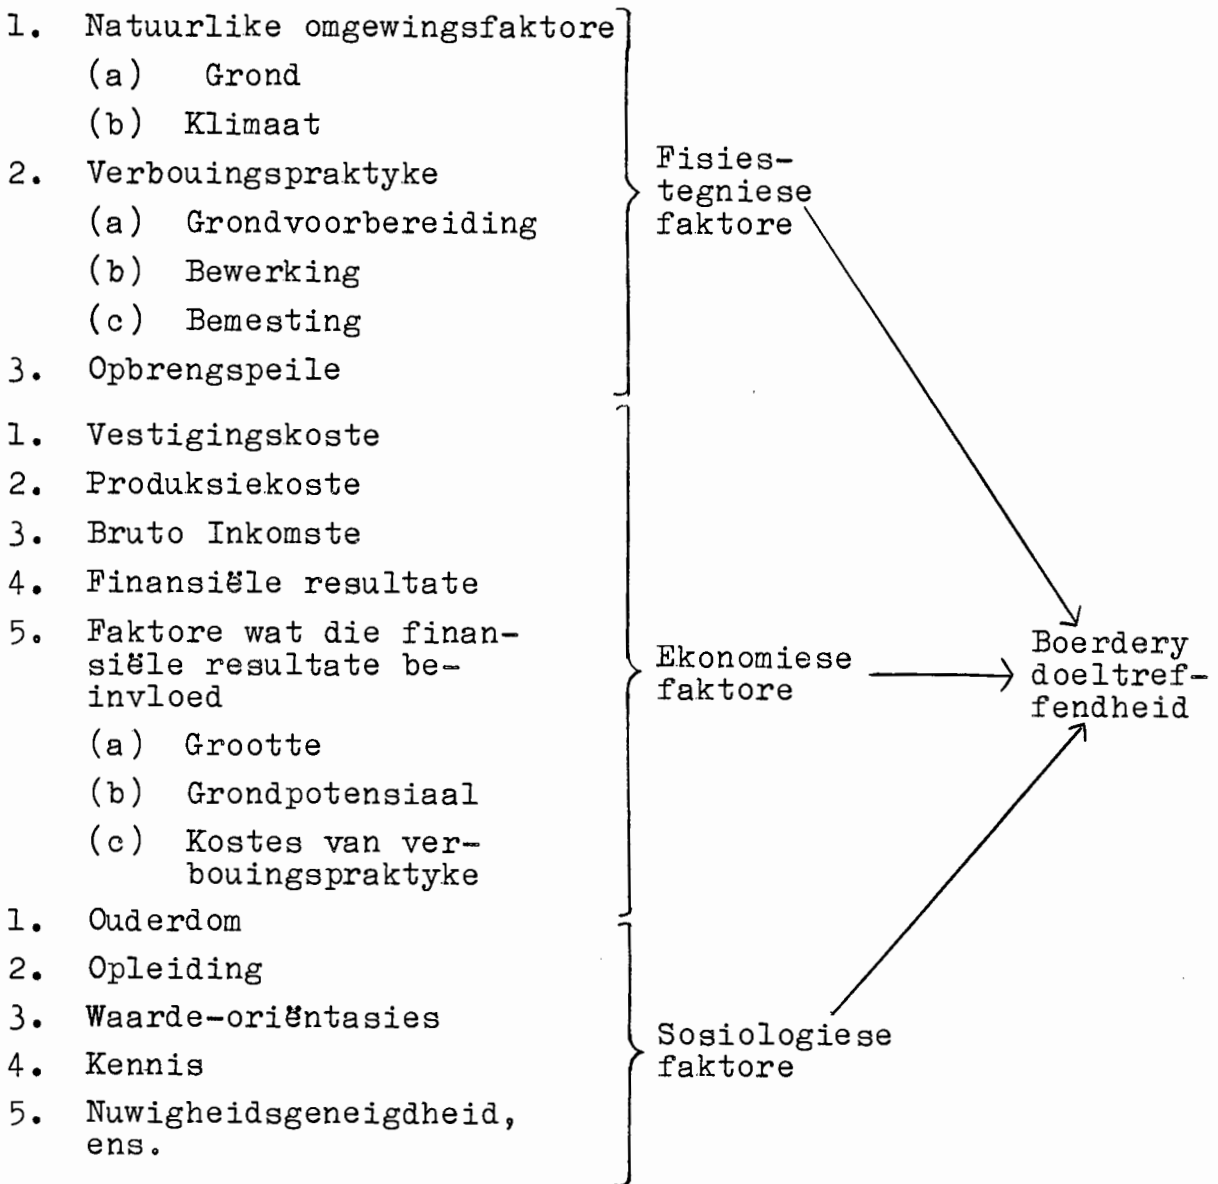 1. Natuurlike omgewingsfaktore
(a) Grond
(b) Klimaat
2. Verbouingspraktyke
(a) Grondvoorbereiding
(b) Bewerking
(c) Bemesting
3. Opbrengspeile
Fisies-
tegniese
faktore
1. Vestigingskoste
2. Produksiekoste
3. Bruto Inkomste
4. Finansiële resultate
5. Faktore wat die finan-
siële resultate be-
invloed
(a) Grootte
(b) Grondpotensiaal
(c) Kostes van ver-
bouingspraktyke
Ekonomiese
faktore
1. Ouderdom
2. Opleiding
3. Waarde-oriëntasies
4. Kennis
5. Nuwigheidsgeneigdheid,
ens.
Sosiologiese
faktore
Boerdery
doeltref-
fendheid